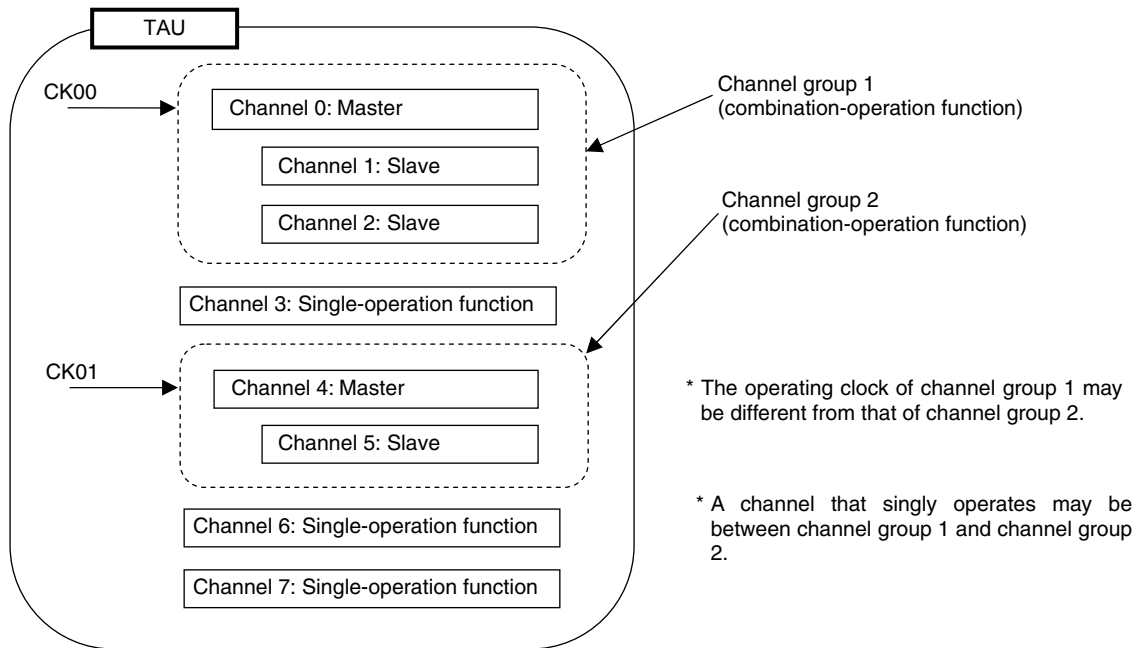 TAU
CK00
Channel 0: Master
Channel 1: Slave
Channel 2: Slave
Channel group 1
(combination-operation function)
Channel group 2
(combination-operation function)
Channel 3: Single-operation function
CK01
Channel 4: Master
Channel 5: Slave
* The operating clock of channel group 1 may
be different from that of channel group 2.
Channel 6: Single-operation function
Channel 7: Single-operation function
* A channel that singly operates may be
between channel group 1 and channel group
2.